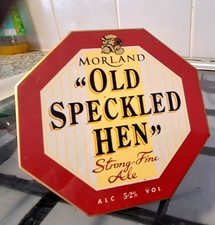 MORLAND
"OLD
SPECKLED
HEN"
Strong Fine
Ale
ALC 5·2% VOL